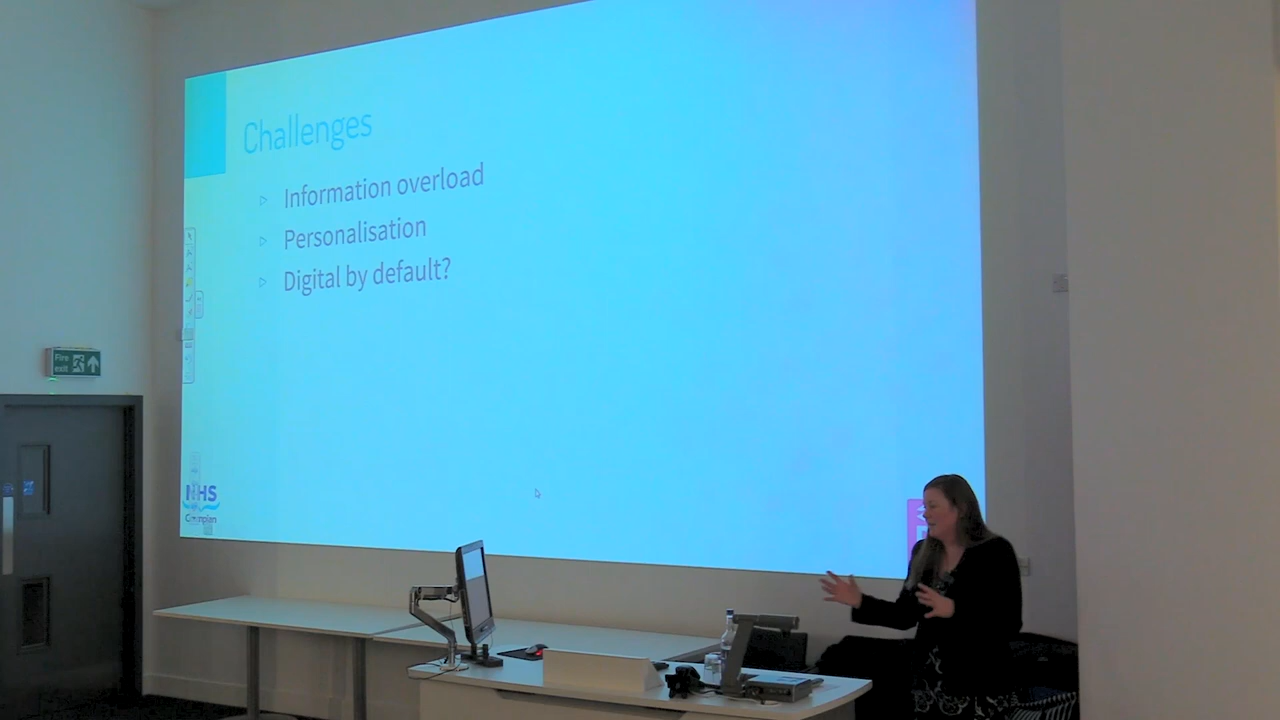 Challenges
Information overload
Personalisation
Digital by default?
Fire
exit
NHS
Grampian